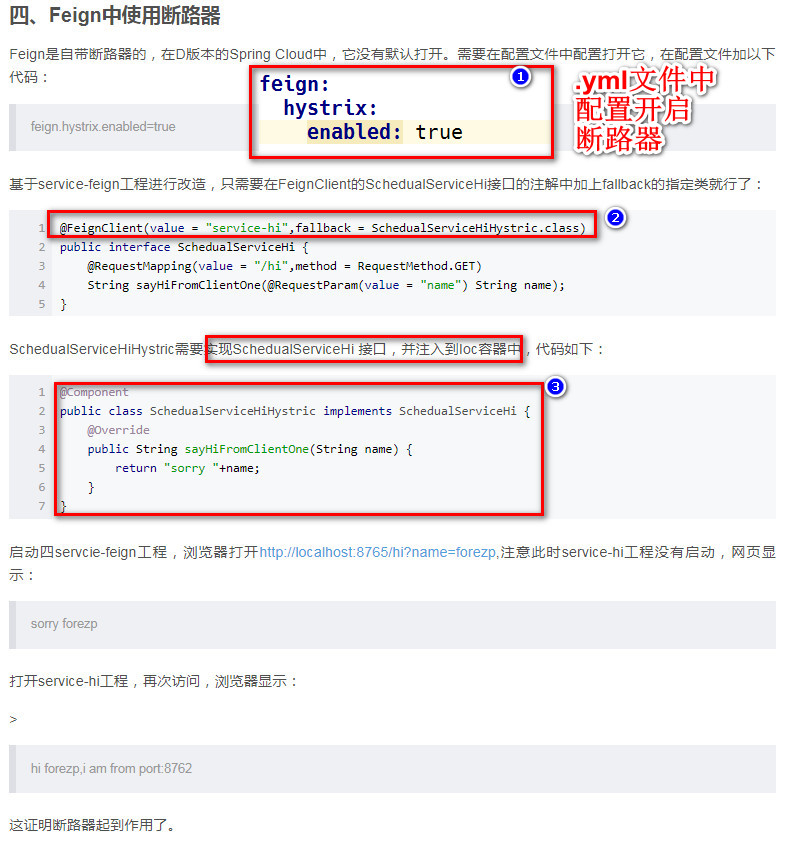 四、Feign中使用断路器
Feign是自带断路器的，在D版本的Spring Cloud中，它没有默认打开。需要在配置文件中配置打开它，在配置文件加以下
代码：
feign:
hystrix:
enabled: true
1
.yml文件中
配置开启
断路器
feign.hystrix.enabled=true
基于service-feign工程进行改造，只需要在FeignClient的SchedualServiceHi接口的注解中加上fallback的指定类就行了：
1 @FeignClient(value = "service-hi",fallback = SchedualServiceHiHystric.class)
2
2 public interface SchedualServiceHi {
3 @RequestMapping(value = "/hi",method = RequestMethod.GET)
4 String sayHiFromClientOne(@RequestParam(value = "name") String name);
5 }
SchedualServiceHiHystric需要实现SchedualServiceHi 接口，并注入到Ioc容器中，代码如下：
3
1 @Component
2 public class SchedualServiceHiHystric implements SchedualServiceHi {
3 @Override
4 public String sayHiFromClientOne(String name) {
5 return "sorry "+name;
6 }
7 }
启动四servcie-feign工程，浏览器打开http://localhost:8765/hi?name=forezp,注意此时service-hi工程没有启动，网页显
示：
sorry forezp
打开service-hi工程，再次访问，浏览器显示：
>
hi forezp,i am from port:8762
这证明断路器起到作用了。